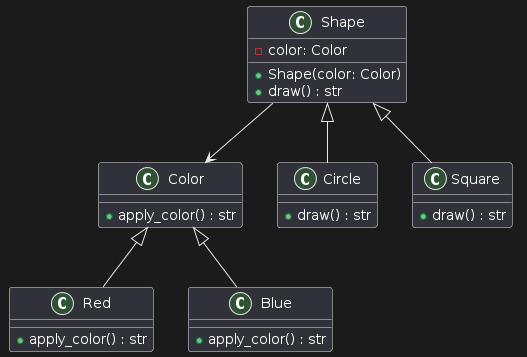 C Shape
color: Color
Shape(color: Color)
draw() : str
C Color
apply_color() : str
C Circle
draw() : str
C Square
draw() : str
C Red
apply_color() : str
C Blue
apply_color() : str